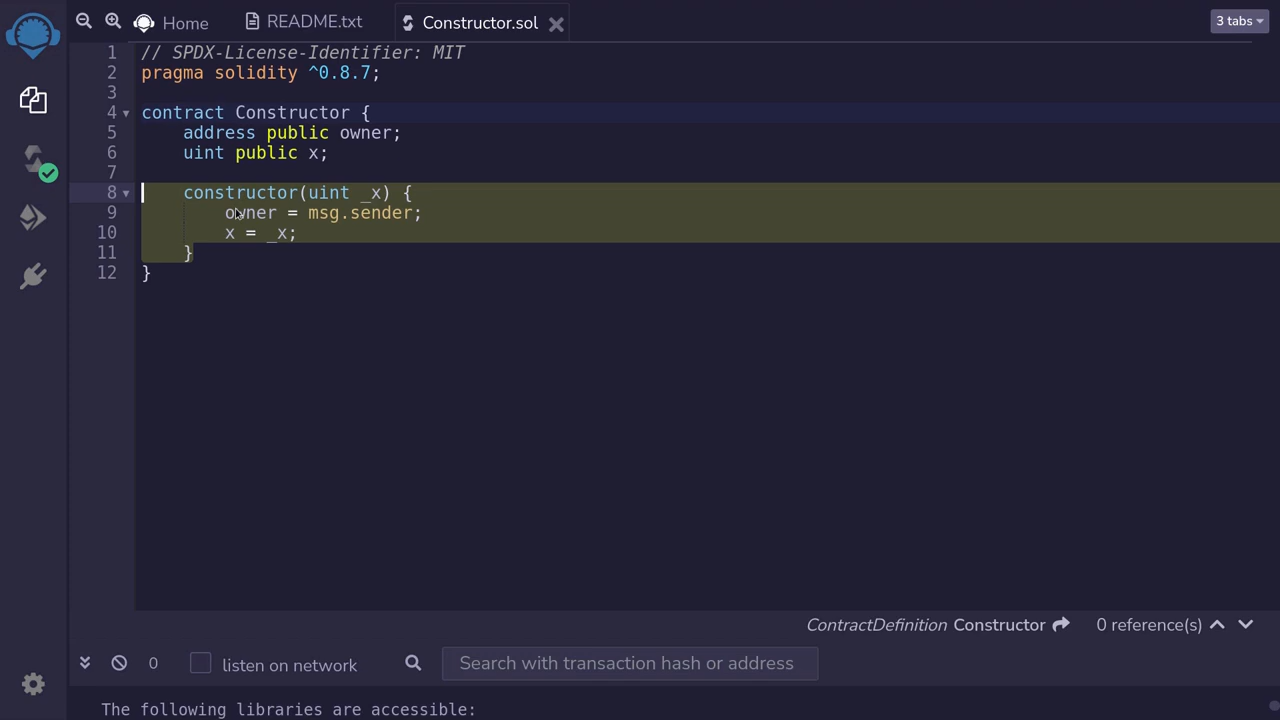 Home README.txt Constructor.sol 3 tabs
1 // SPDX-License-Identifier: MIT
2 pragma solidity ^0.8.7;
3
4 contract Constructor {
5     address public owner;
6     uint public x;
7
8     constructor(uint _x) {
9         owner = msg.sender;
10         x = _x;
11     }
12 }
ContractDefinition Constructor 0 reference(s)
0 listen on network Search with transaction hash or address
The following libraries are accessible: